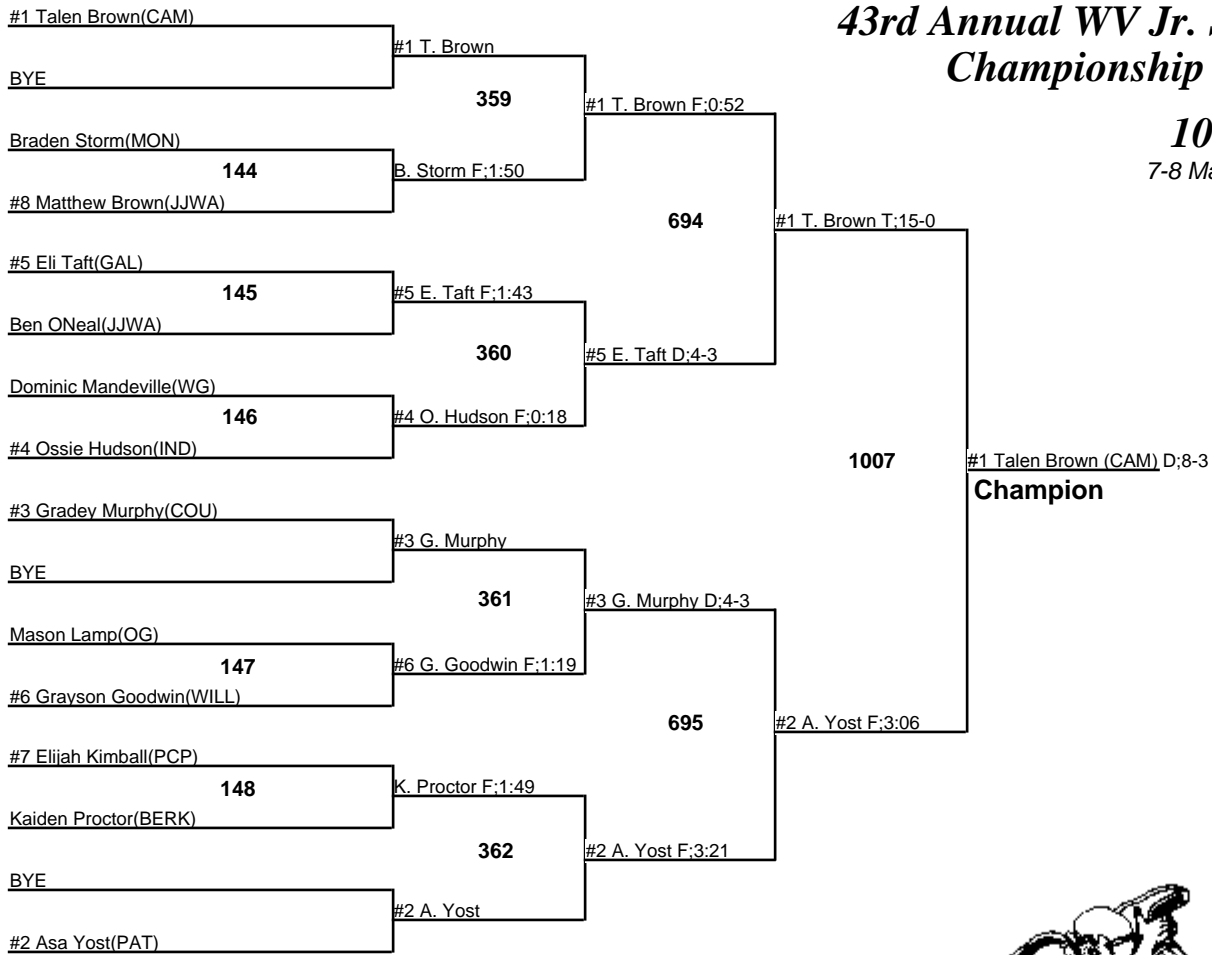 43rd Annual WV Jr.
Championship
10
7-8
#1 Talen Brown(CAM)
#1 T. Brown
BYE
359
#1 T. Brown F;0:52
Braden Storm(MON)
144
B. Storm F;1:50
#8 Matthew Brown(JJWA)
694
#1 T. Brown T;15-0
#5 Eli Taft(GAL)
145
#5 E. Taft F;1:43
Ben ONeal(JJWA)
360
#5 E. Taft D;4-3
Dominic Mandeville(WG)
146
#4 O. Hudson F;0:18
#4 Ossie Hudson(IND)
1007
#1 Talen Brown (CAM) D;8-3
Champion
#3 Gradey Murphy(COU)
#3 G. Murphy
BYE
361
#3 G. Murphy D;4-3
Mason Lamp(OG)
147
#6 G. Goodwin F;1:19
#6 Grayson Goodwin(WILL)
695
#2 A. Yost F;3:06
#7 Elijah Kimball(PCP)
148
K. Proctor F;1:49
Kaiden Proctor(BERK)
362
#2 A. Yost F;3:21
BYE
#2 A. Yost
#2 Asa Yost(PAT)